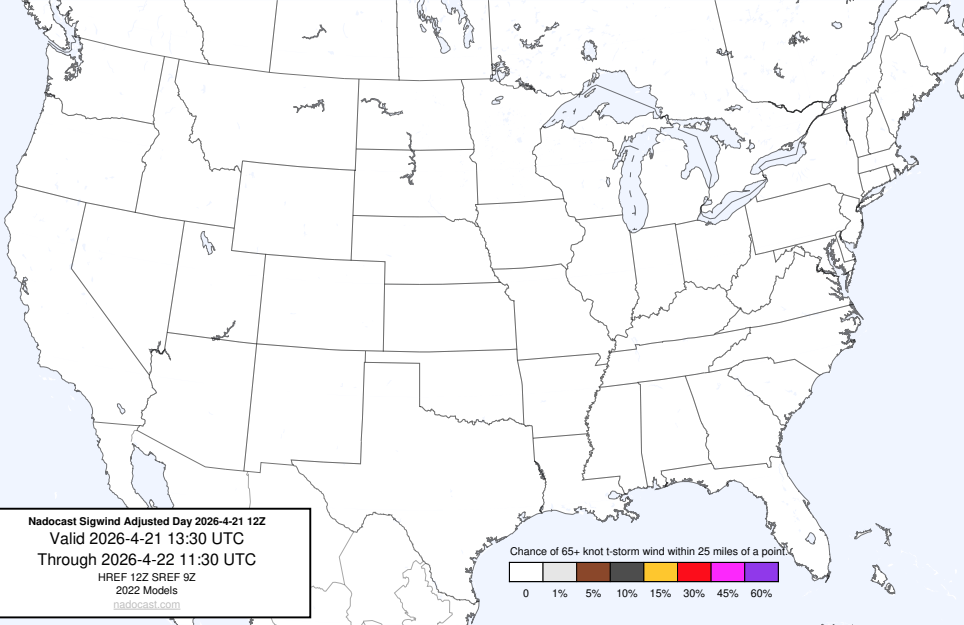 Nadocast Sigwind Adjusted Day 2026-4-21 12Z
Valid 2026-4-21 13:30 UTC
Through 2026-4-22 11:30 UTC
HREF 12Z SREF 9Z
2022 Models
nadocast.com
Chance of 65+ knot t-storm wind within 25 miles of a point.
0 1% 5% 10% 15% 30% 45% 60%